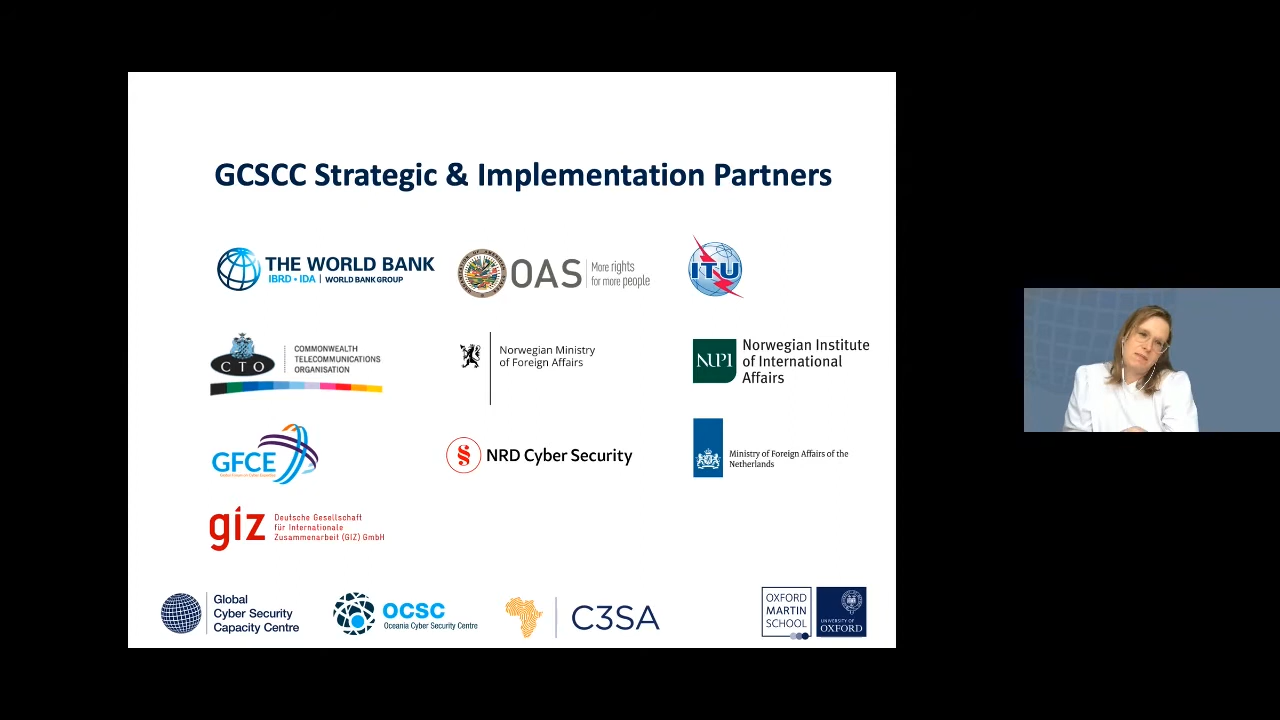 GCSCC Strategic & Implementation Partners
THE WORLD BANK
IBRD • IDA | WORLD BANK GROUP
OAS
More rights
for more people
ITU
CTO
COMMONWEALTH
TELECOMMUNICATIONS
ORGANISATION
Norwegian Ministry
of Foreign Affairs
NUPI
Norwegian Institute
of International
Affairs
GFCE
NRD Cyber Security
Ministry of Foreign Affairs of the
Netherlands
giz
Deutsche Gesellschaft
für Internationale
Zusammenarbeit (GIZ) GmbH
Global
Cyber Security
Capacity Centre
OCSC
Oceania Cyber Security Centre
C3SA
OXFORD
MARTIN
SCHOOL
UNIVERSITY OF
OXFORD